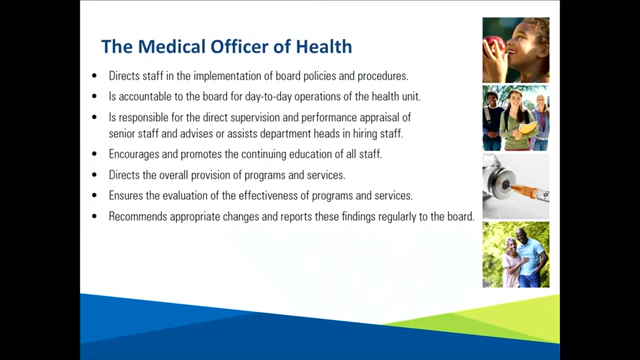 The Medical Officer of Health
• Directs staff in the implementation of board policies and procedures.
• Is accountable to the board for day-to-day operations of the health unit.
• Is responsible for the direct supervision and performance appraisal of
senior staff and advises or assists department heads in hiring staff.
• Encourages and promotes the continuing education of all staff.
• Directs the overall provision of programs and services.
• Ensures the evaluation of the effectiveness of programs and services.
• Recommends appropriate changes and reports these findings regularly to the board.